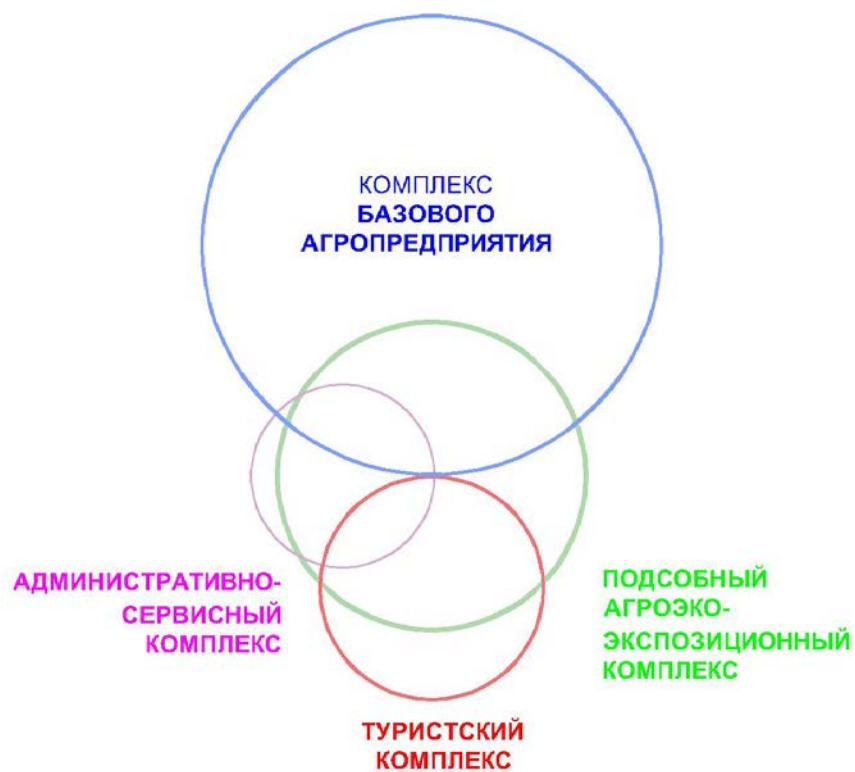 КОМПЛЕКС
БАЗОВОГО
АГРОПРЕДПРИЯТИЯ
АДМИНИСТРАТИВНО-
СЕРВИСНЫЙ
КОМПЛЕКС
ПОДСОБНЫЙ
АГРОЭКО-
ЭКСПОЗИЦИОННЫЙ
КОМПЛЕКС
ТУРИСТСКИЙ
КОМПЛЕКС